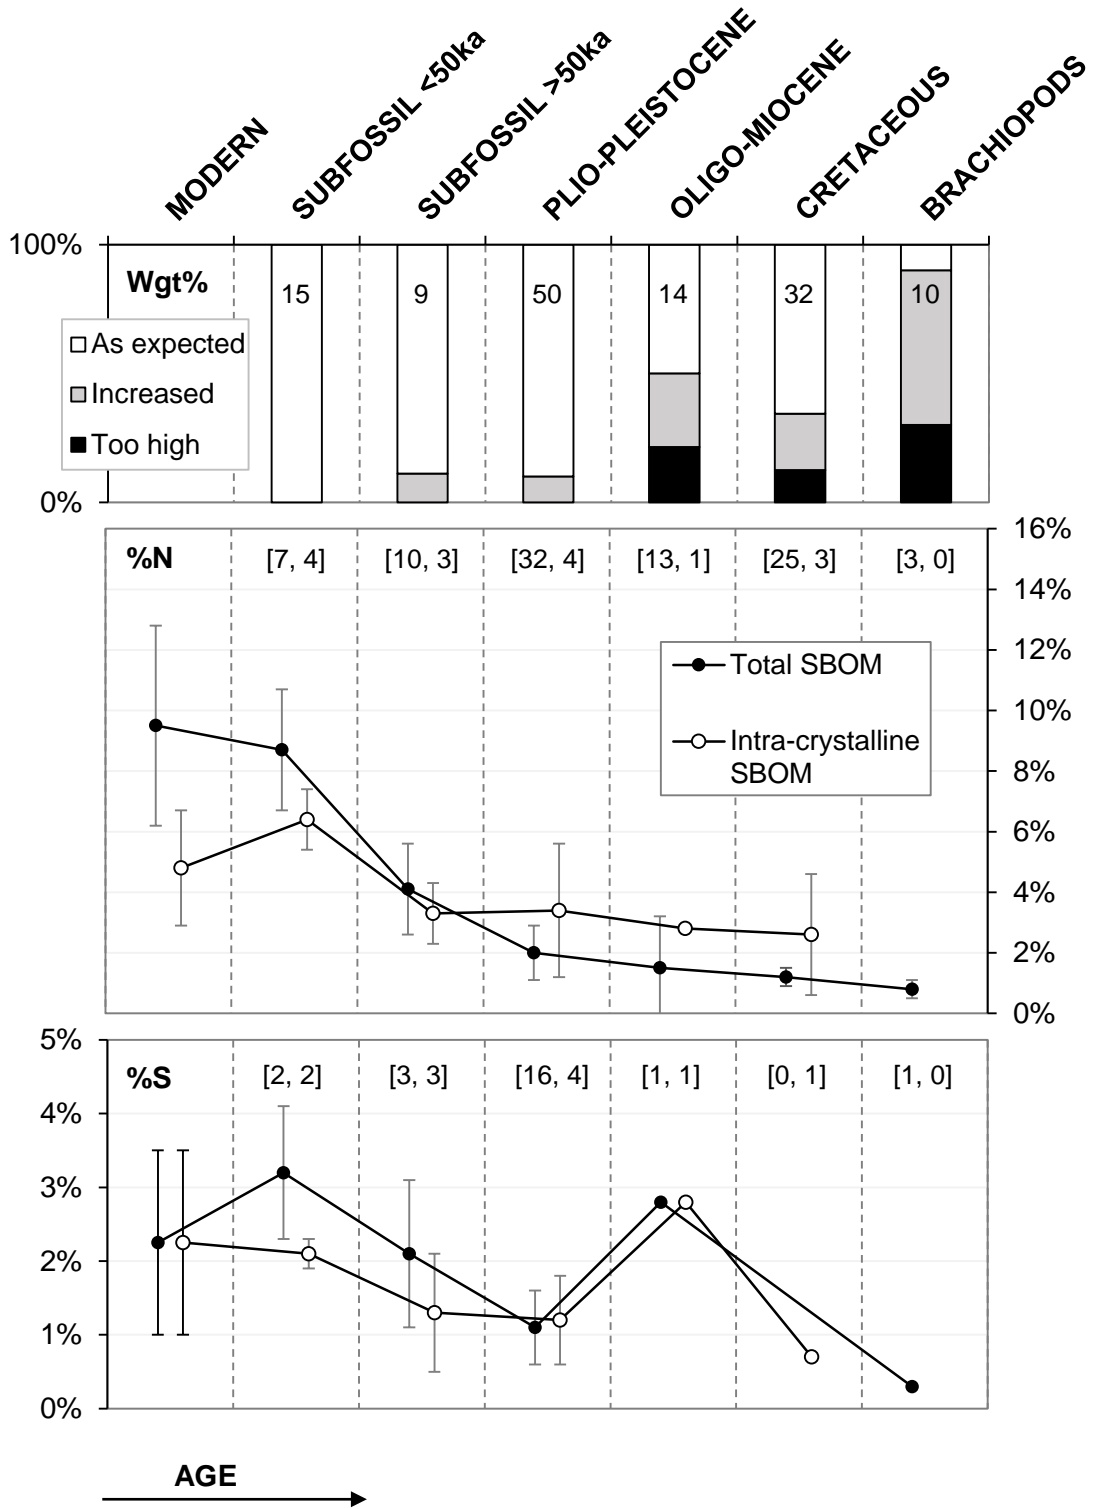 MODERN
SUBFOSSIL <50ka
SUBFOSSIL >50ka
PLIO-PLEISTOCENE
OLIGO-MIOCENE
CRETACEOUS
BRACHIOPODS
100%
Wgt%
15
9
50
14
32
10
As expected
Increased
Too high
0%
%N
[7, 4]
[10, 3]
[32, 4]
[13, 1]
[25, 3]
[3, 0]
16%
14%
12%
10%
8%
6%
4%
2%
0%
Total SBOM
Intra-crystalline
SBOM
5%
4%
3%
2%
1%
0%
%S
[2, 2]
[3, 3]
[16, 4]
[1, 1]
[0, 1]
[1, 0]
AGE